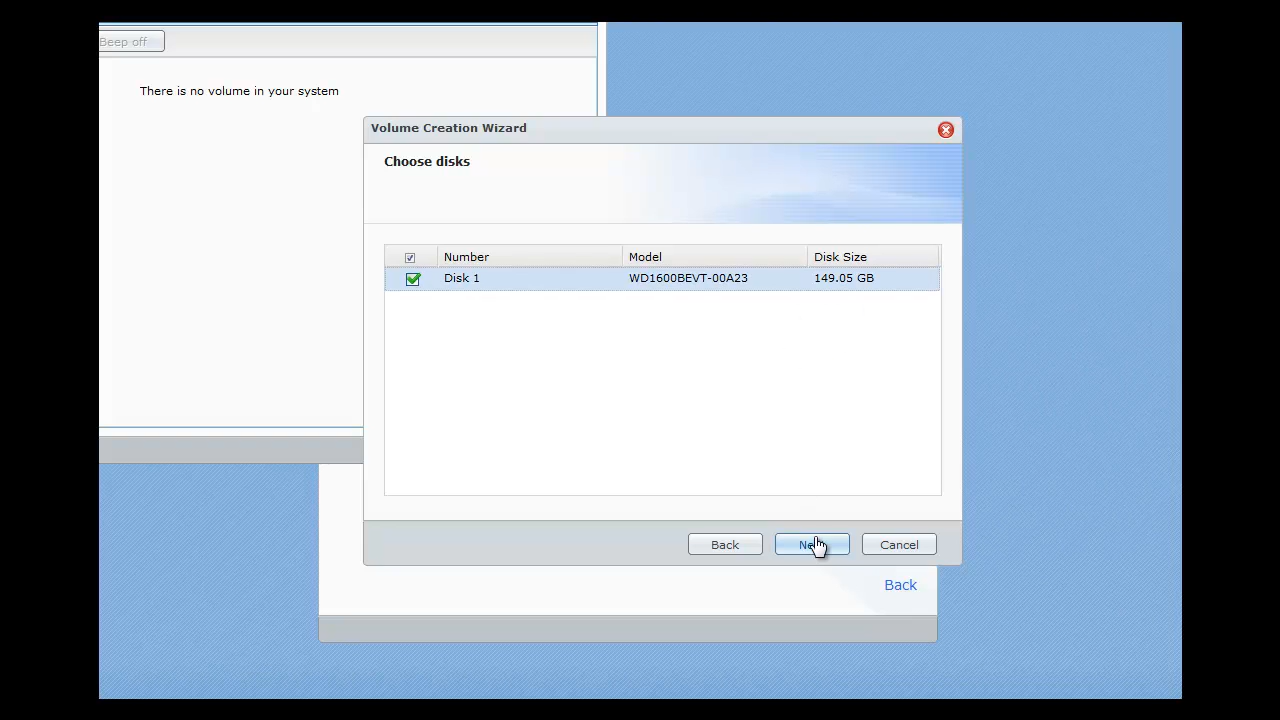 Beep off
There is no volume in your system
Volume Creation Wizard
Choose disks
Number Model Disk Size
Disk 1 WD1600BEVT-00A23 149.05 GB
Back Cancel
Back